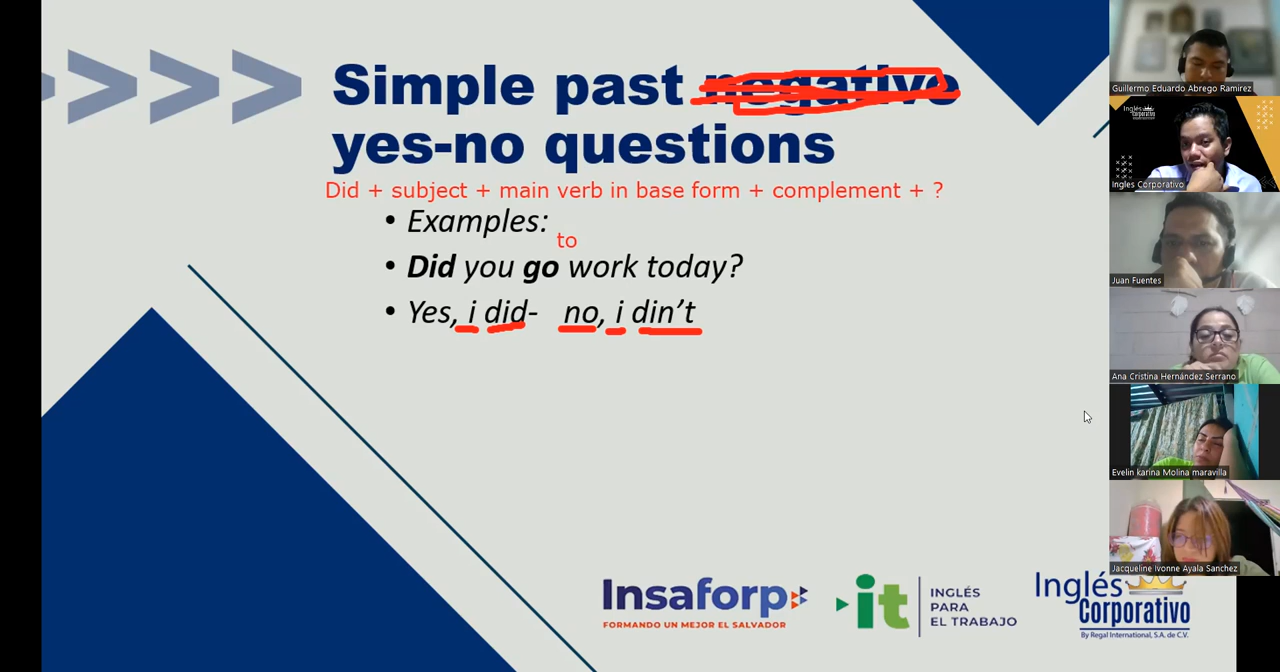 Simple past negative
yes-no questions
Did + subject + main verb in base form + complement + ?
• Examples:
to
• Did you go work today?
• Yes, i did- no, i din't
Insaforp
FORMANDO UN MEJOR EL SALVADOR
it
INGLÉS
PARA
EL TRABAJO
Inglés
Corporativo
By Regal International, S.A. de C.V.
Guillermo Eduardo Abrego Ramirez
Inglés
Corporativo
Ingles Corporativo
Juan Fuentes
Ana Cristina Hernández Serrano
Evelin karina Molina maravilla
Jacqueline Ivonne Ayala Sanchez